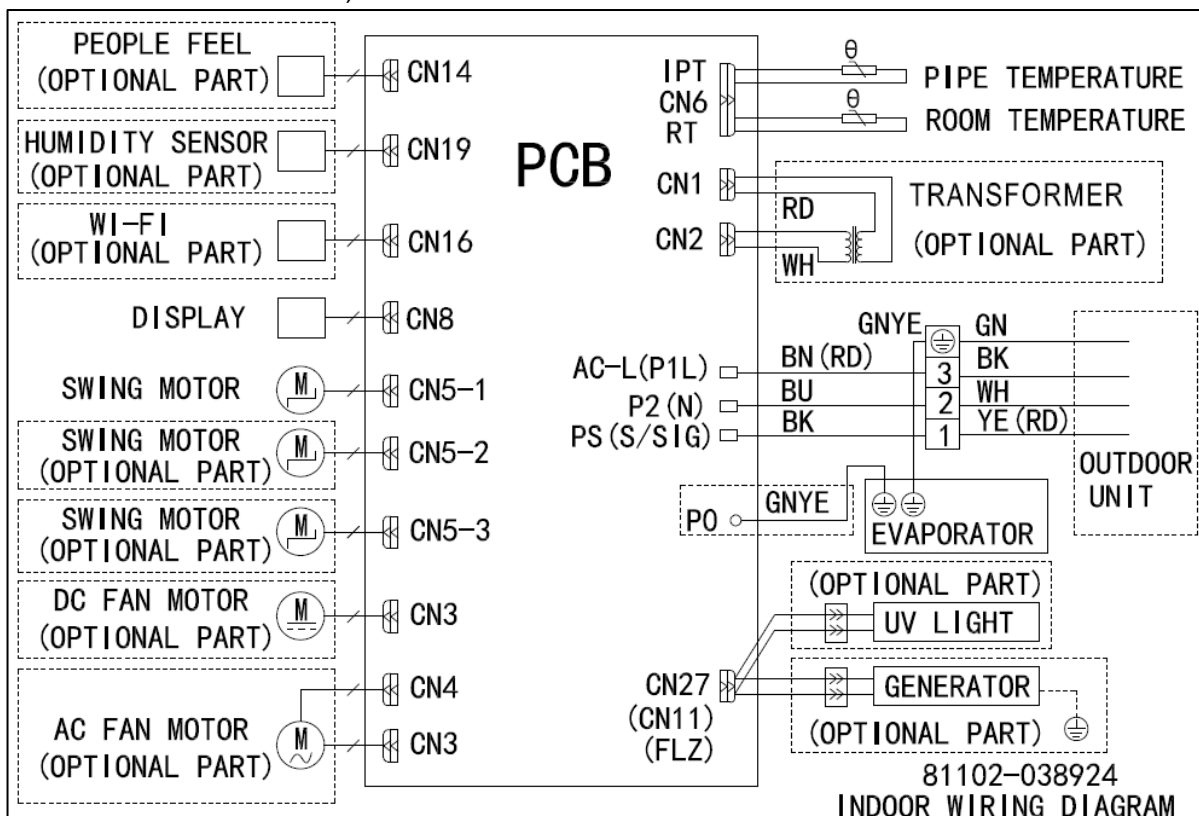 PEOPLE FEEL
(OPTIONAL PART)
CN14
HUMIDITY SENSOR
(OPTIONAL PART)
CN19
WI-FI
(OPTIONAL PART)
CN16
DISPLAY
CN8
SWING MOTOR
M
CN5-1
SWING MOTOR
(OPTIONAL PART)
M
CN5-2
SWING MOTOR
(OPTIONAL PART)
M
CN5-3
DC FAN MOTOR
(OPTIONAL PART)
M
CN3
AC FAN MOTOR
(OPTIONAL PART)
M
CN4
CN3
PCB
IPT
CN6
RT
θ
PIPE TEMPERATURE
θ
ROOM TEMPERATURE
CN1
CN2
RD
WH
TRANSFORMER
(OPTIONAL PART)
GNYE
GN
AC-L(P1L)
BN(RD)
3
BK
P2(N)
BU
2
WH
PS(S/SIG)
BK
1
YE(RD)
OUTDOOR
UNIT
P0
GNYE
EVAPORATOR
(OPTIONAL PART)
UV LIGHT
CN27
(CN11)
(FLZ)
GENERATOR
(OPTIONAL PART)
81102-038924
INDOOR WIRING DIAGRAM